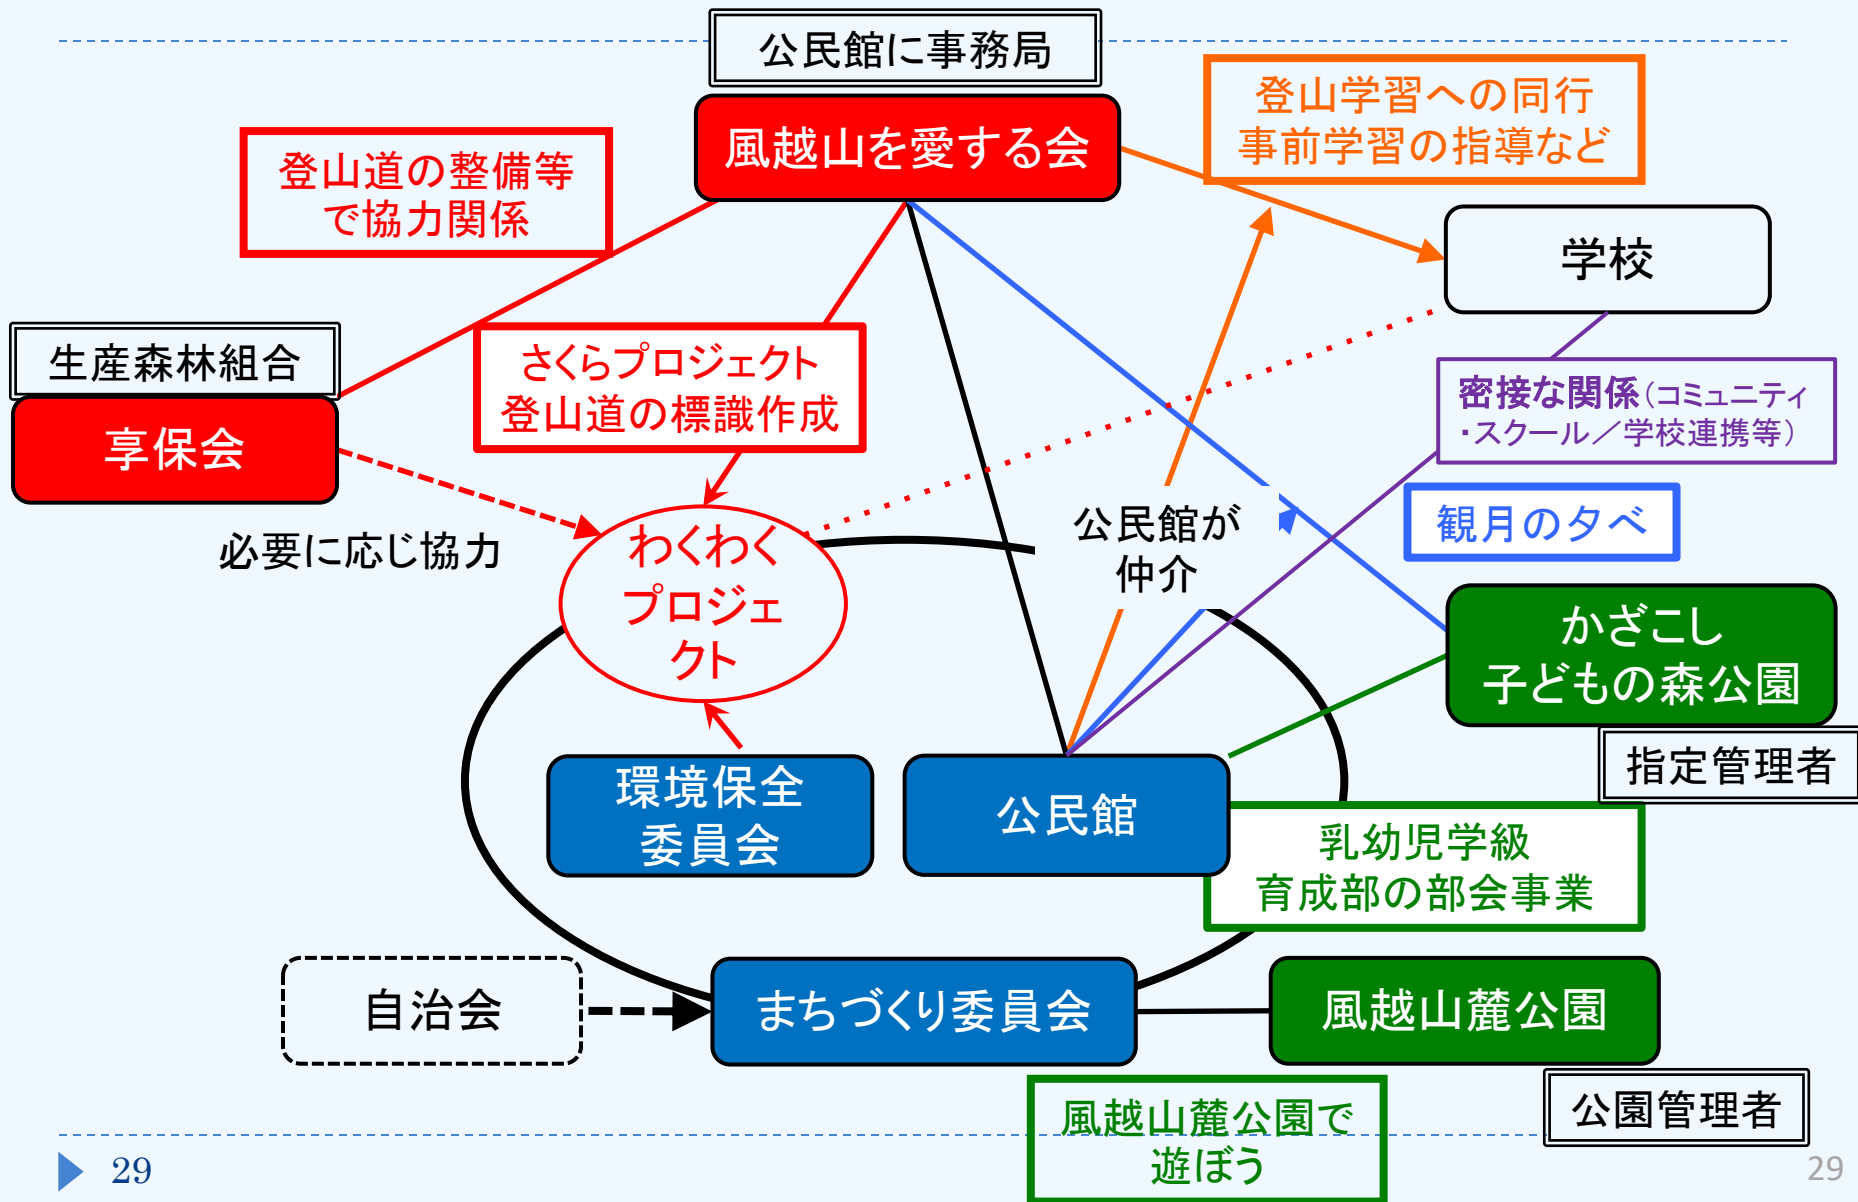 公民館に事務局
風越山を愛する会
登山学習への同行
事前学習の指導など
登山道の整備等
で協力関係
学校
生産森林組合
享保会
さくらプロジェクト
登山道の標識作成
密接な関係(コミュニティ
・スクール／学校連携等)
観月の夕べ
公民館が
仲介
必要に応じ協力
わくわく
プロジェ
クト
かざこし
子どもの森公園
指定管理者
環境保全
委員会
公民館
乳幼児学級
育成部の部会事業
自治会
まちづくり委員会
風越山麓公園
公園管理者
風越山麓公園で
遊ぼう
29
29